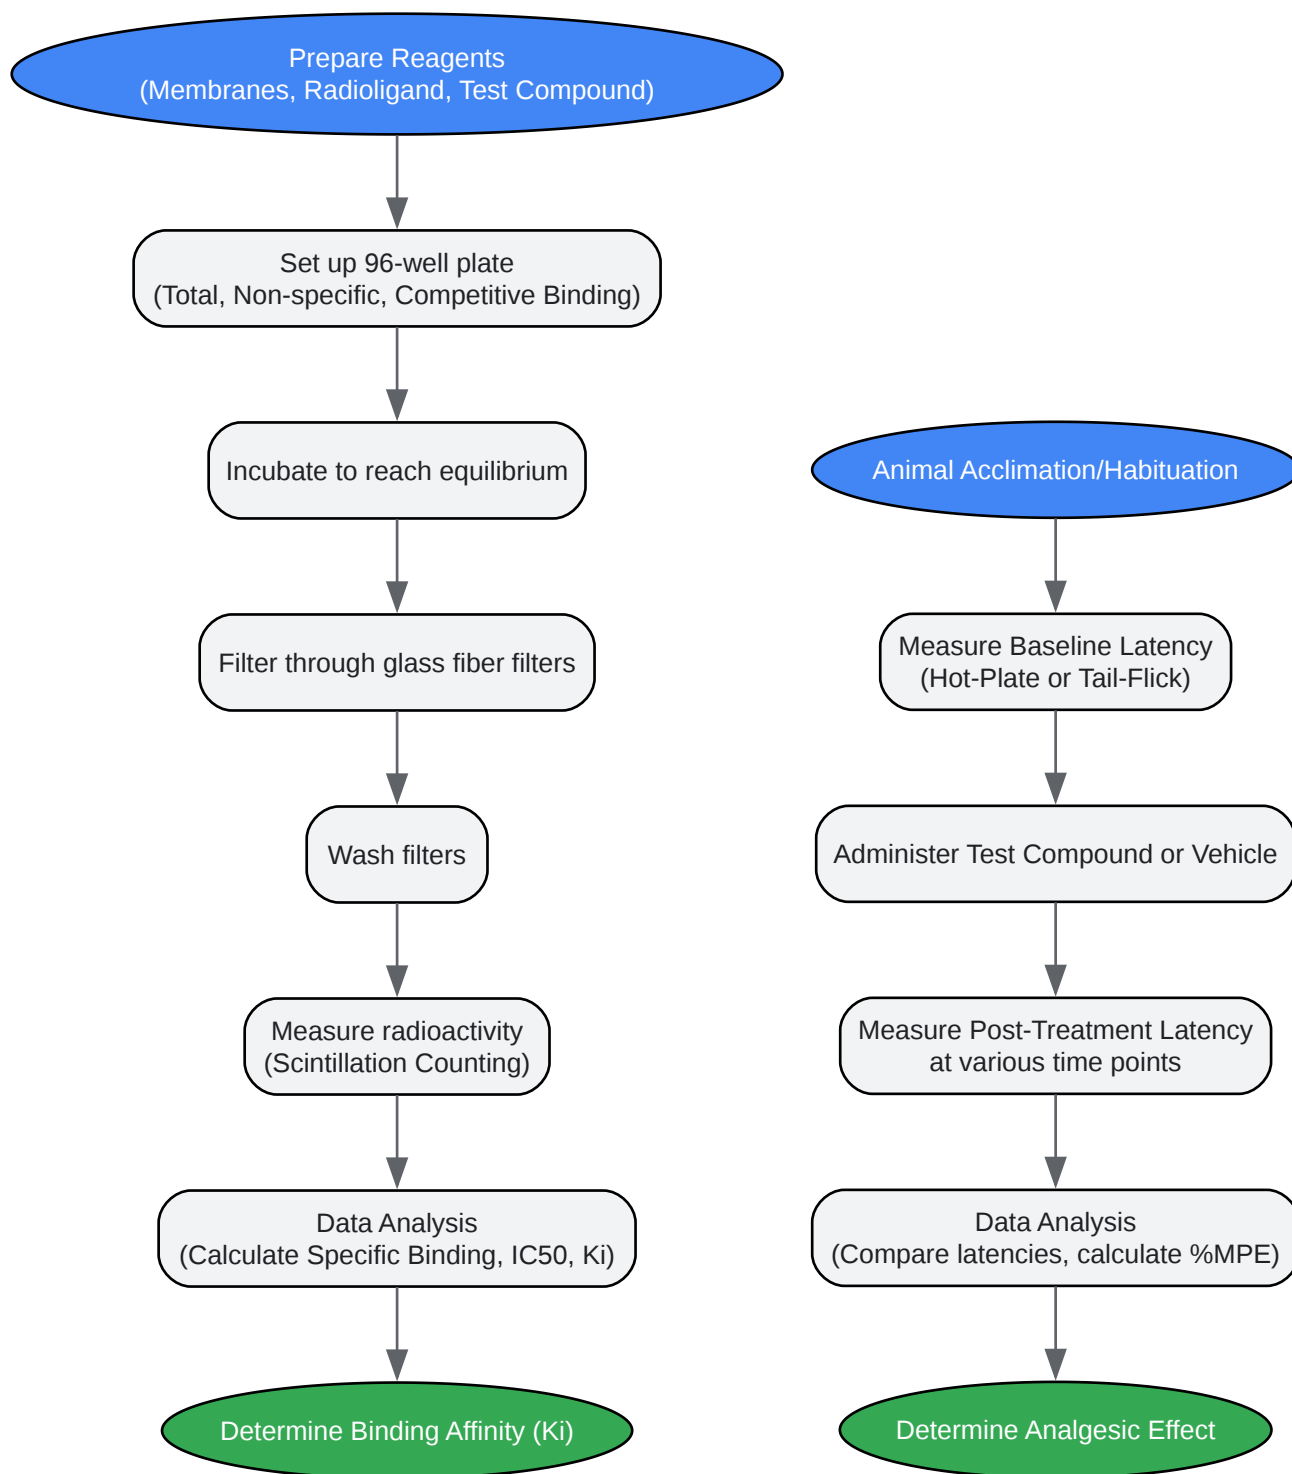 Prepare Reagents
(Membranes, Radioligand, Test Compound)
Set up 96-well plate
(Total, Non-specific, Competitive Binding)
Incubate to reach equilibrium
Filter through glass fiber filters
Wash filters
Measure radioactivity
(Scintillation Counting)
Data Analysis
(Calculate Specific Binding, IC50, Ki)
Determine Binding Affinity (Ki)
Animal Acclimation/Habituation
Measure Baseline Latency
(Hot-Plate or Tail-Flick)
Administer Test Compound or Vehicle
Measure Post-Treatment Latency
at various time points
Data Analysis
(Compare latencies, calculate %MPE)
Determine Analgesic Effect